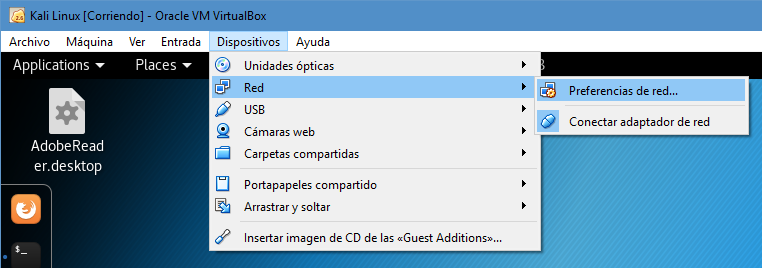 Kali Linux [Corriendo] - Oracle VM VirtualBox
Archivo Máquina Ver Entrada Dispositivos Ayuda
Applications Places
Unidades ópticas
Red
Preferencias de red...
USB
Conectar adaptador de red
Cámaras web
Carpetas compartidas
Portapapeles compartido
Arrastrar y soltar
Insertar imagen de CD de las «Guest Additions»...
AdobeRead
er.desktop
$_